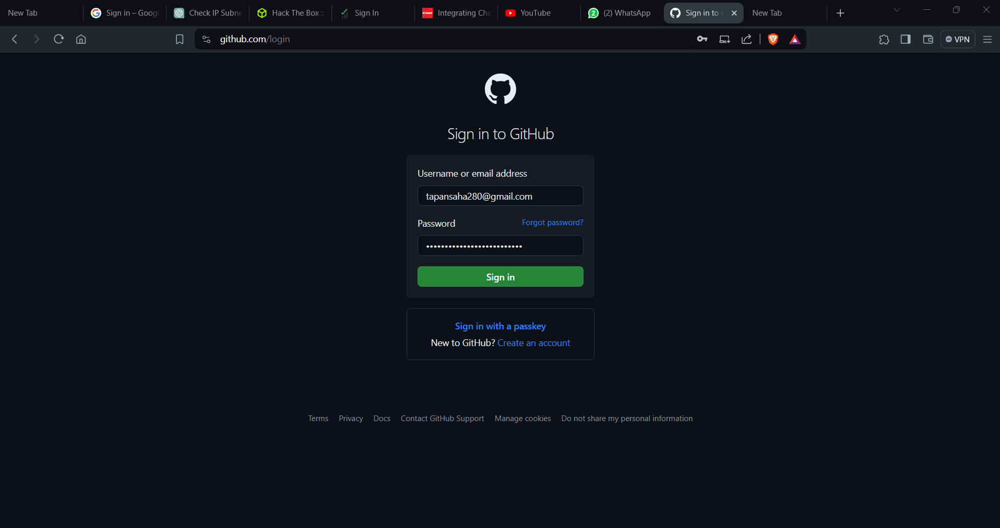 New Tab
Sign in – Googl
Check IP Subne
Hack The Box ::
Sign In
Integrating Cha
YouTube
(2) WhatsApp
Sign in to G
New Tab
github.com/login
VPN
Sign in to GitHub
Username or email address
tapansaha280@gmail.com
Password Forgot password?
Sign in
Sign in with a passkey
New to GitHub? Create an account
Terms Privacy Docs Contact GitHub Support Manage cookies Do not share my personal information